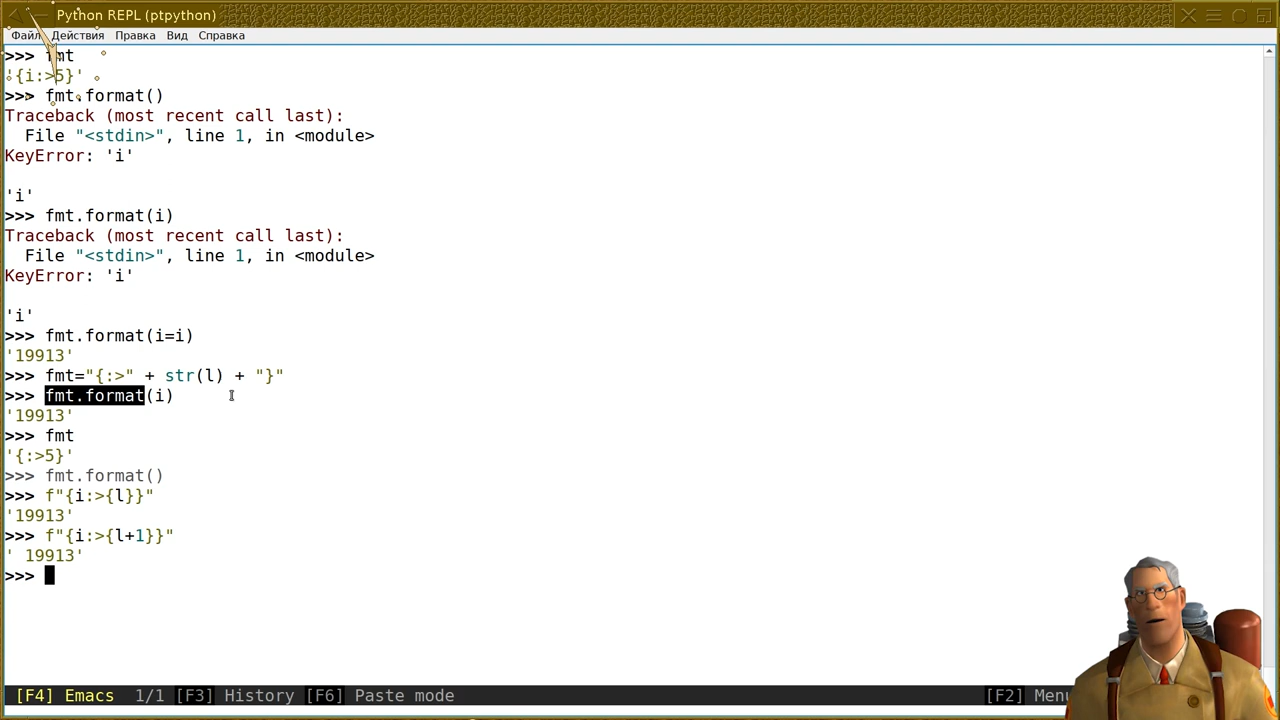 Python REPL (ptpython)
Файл Действия Правка Вид Справка
>>> fmt
'{i:>5}'
>>> fmt.format()
Traceback (most recent call last):
  File "<stdin>", line 1, in <module>
KeyError: 'i'
'i'
>>> fmt.format(i)
Traceback (most recent call last):
  File "<stdin>", line 1, in <module>
KeyError: 'i'
'i'
>>> fmt.format(i=i)
'19913'
>>> fmt="{:>" + str(l) + "}"
>>> fmt.format(i)
'19913'
>>> fmt
'{:>5}'
>>> fmt.format()
>>> f"{i:>{l}}"
'19913'
>>> f"{i:>{l+1}}"
' 19913'
>>>
[F4] Emacs  1/1 [F3] History [F6] Paste mode [F2] Menu